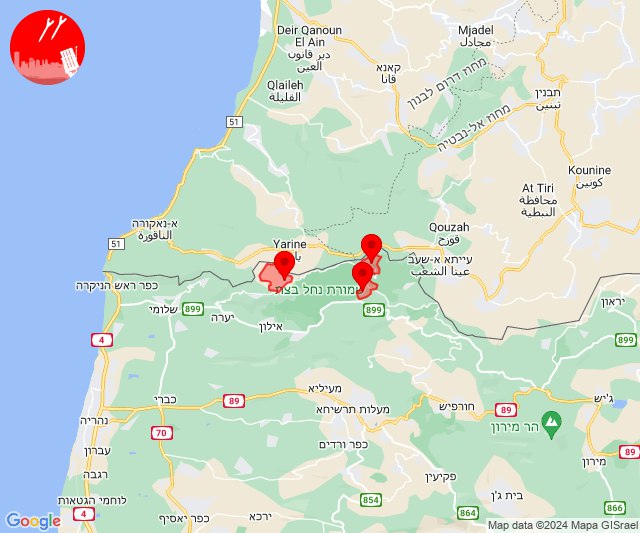 Deir Qanoun
El Ain
دير قانون
العين
Mjadel
مجادل
קאנא
قانا
מחוז דרום לבנון
Qlaileh
القليلة
חבנין
تبنين
מחוז אל-נבטיה
51
Kounine
كونين
At Tiri
محافظة
النبطية
א-נאקורה
الناقورة
Qouzah
قوزح
Yarine
51
עייתא א-שעב
عيتا الشعب
כפר ראש הניקרה
שמורת נחל בצת
899
שלומי
899
יערה
אילון
יראון
4
מעיליא
כברי
89
מעלות תרשיחא
חורפיש
89
ג'יש
נהריה
70
הר מירון
עברון
כפר ורדים
89
מירון
רגבה
פקיעין
לוחמי הגטאות
854
864
בית ג'ן
866
4
כפר יאסיף
ירכא
Google
Map data ©2024 Mapa GISrael